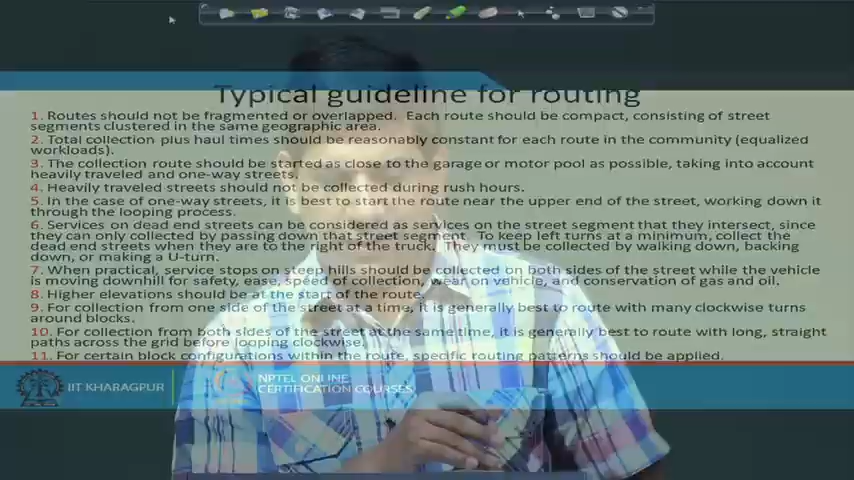 Typical guideline for routing
1. Routes should not be fragmented or overlapped. Each route should be compact, consisting of street
segments clustered in the same geographic area.
2. Total collection plus haul times should be reasonably constant for each route in the community (equalized
workloads).
3. The collection route should be started as close to the garage or motor pool as possible, taking into account
heavily traveled and one-way streets.
4. Heavily traveled streets should not be collected during rush hours.
5. In the case of one-way streets, it is best to start the route near the upper end of the street, working down it
through the looping process.
6. Services on dead end streets can be considered as services on the street segment that they intersect, since
they can only collected by passing down that street segment. To keep left turns at a minimum, collect the
dead end streets when they are to the right of the truck. They must be collected by walking down, backing
down, or making a U-turn.
7. When practical, service stops on steep hills should be collected on both sides of the street while the vehicle
is moving downhill for safety, ease, speed of collection, wear on vehicle, and conservation of gas and oil.
8. Higher elevations should be at the start of the route.
9. For collection from one side of the street at a time, it is generally best to route with many clockwise turns
around blocks.
10. For collection from both sides of the street at the same time, it is generally best to route with long, straight
paths across the grid before looping clockwise.
11. For certain block configurations within the route, specific routing patterns should be applied.
IIT KHARAGPUR
NPTEL ONLINE
CERTIFICATION COURSES